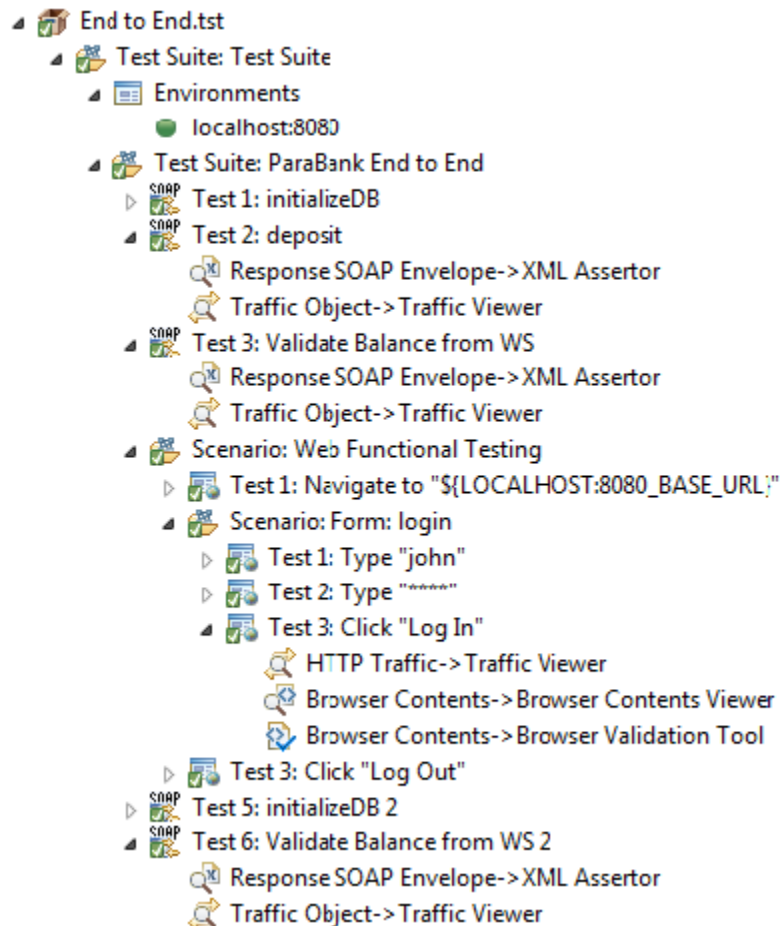 End to End.tst
Test Suite: Test Suite
Environments
localhost:8080
Test Suite: ParaBank End to End
SOAP Test 1: initializeDB
SOAP Test 2: deposit
Response SOAP Envelope->XML Assertor
Traffic Object->Traffic Viewer
SOAP Test 3: Validate Balance from WS
Response SOAP Envelope->XML Assertor
Traffic Object->Traffic Viewer
Scenario: Web Functional Testing
Test 1: Navigate to "${LOCALHOST:8080_BASE_URL}"
Scenario: Form: login
Test 1: Type "john"
Test 2: Type "****"
Test 3: Click "Log In"
HTTP Traffic->Traffic Viewer
Browser Contents->Browser Contents Viewer
Browser Contents->Browser Validation Tool
Test 3: Click "Log Out"
SOAP Test 5: initializeDB 2
SOAP Test 6: Validate Balance from WS 2
Response SOAP Envelope->XML Assertor
Traffic Object->Traffic Viewer